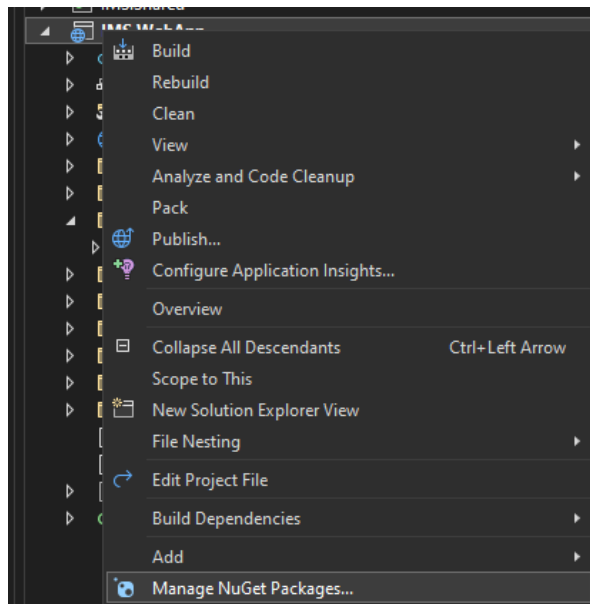 IMS.WebApp
Build
Rebuild
Clean
View
Analyze and Code Cleanup
Pack
Publish...
Configure Application Insights...
Overview
Collapse All Descendants Ctrl+Left Arrow
Scope to This
New Solution Explorer View
File Nesting
Edit Project File
Build Dependencies
Add
Manage NuGet Packages...